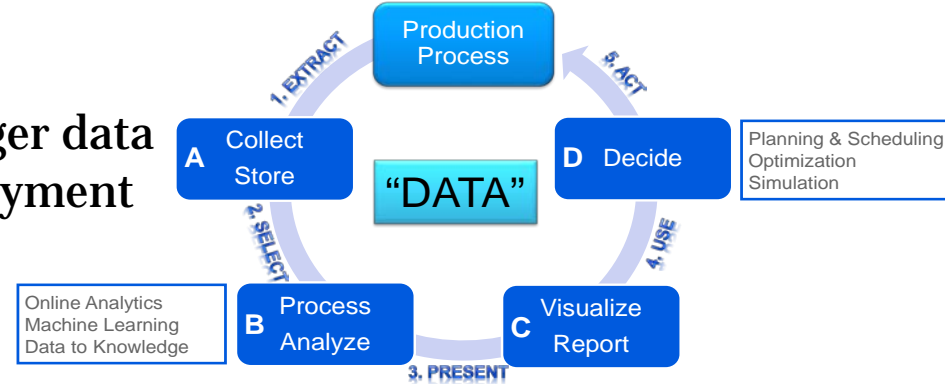 Production
Process
1. EXTRACT
5. ACT
ger data
yment
A
Collect
Store
"DATA"
D Decide
Planning & Scheduling
Optimization
Simulation
2. SELECT
4. USE
Online Analytics
Machine Learning
Data to Knowledge
B
Process
Analyze
C
Visualize
Report
3. PRESENT